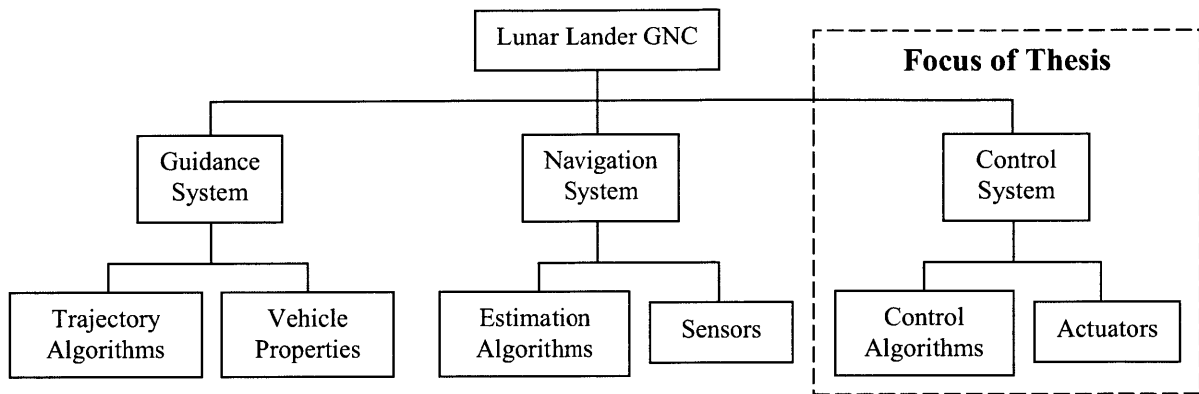 Lunar Lander GNC
Focus of Thesis
Guidance
System
Navigation
System
Control
System
Trajectory
Algorithms
Vehicle
Properties
Estimation
Algorithms
Sensors
Control
Algorithms
Actuators